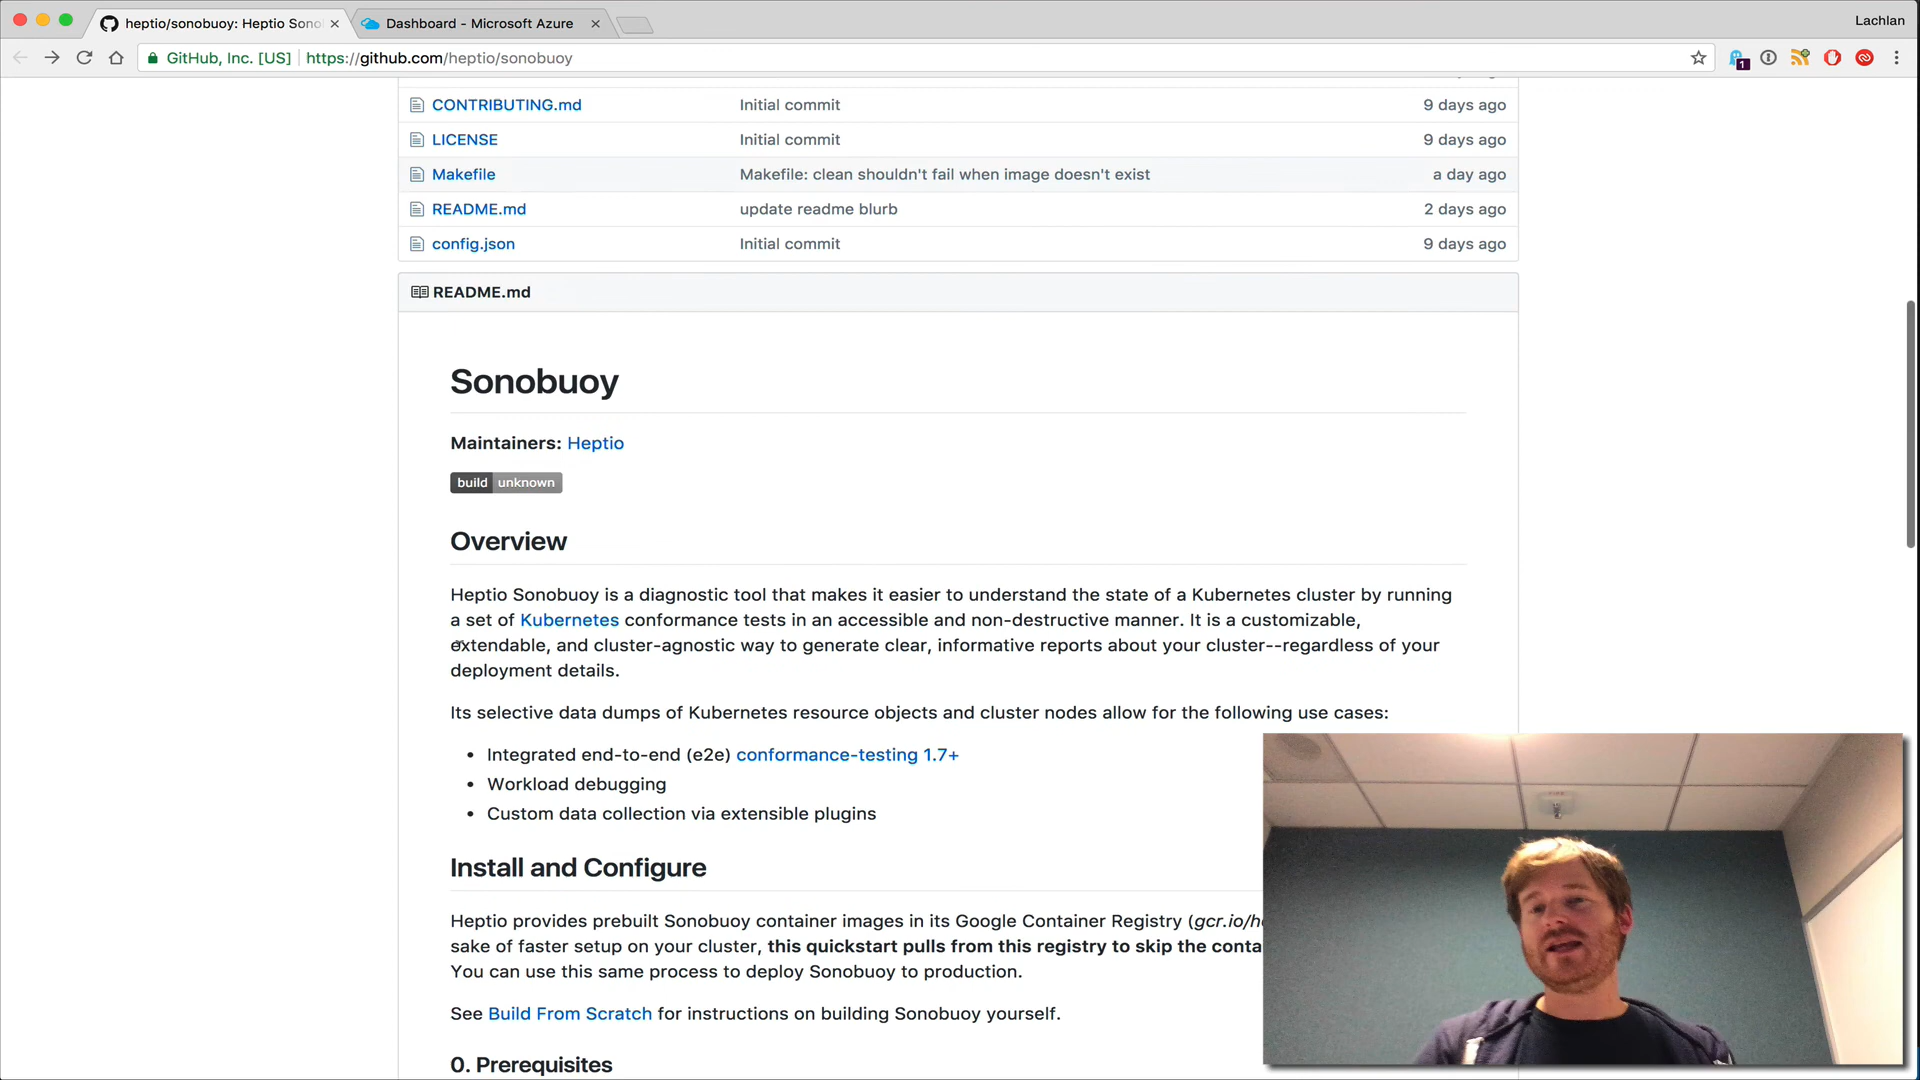 heptio/sonobuoy: Heptio Sono
Dashboard - Microsoft Azure
Lachlan
GitHub, Inc. [US]
https://github.com/heptio/sonobuoy
1
CONTRIBUTING.md Initial commit 9 days ago
LICENSE Initial commit 9 days ago
Makefile Makefile: clean shouldn't fail when image doesn't exist a day ago
README.md update readme blurb 2 days ago
config.json Initial commit 9 days ago
README.md
Sonobuoy
Maintainers: Heptio
build unknown
Overview
Heptio Sonobuoy is a diagnostic tool that makes it easier to understand the state of a Kubernetes cluster by running
a set of Kubernetes conformance tests in an accessible and non-destructive manner. It is a customizable,
extendable, and cluster-agnostic way to generate clear, informative reports about your cluster--regardless of your
deployment details.
Its selective data dumps of Kubernetes resource objects and cluster nodes allow for the following use cases:
• Integrated end-to-end (e2e) conformance-testing 1.7+
• Workload debugging
• Custom data collection via extensible plugins
Install and Configure
Heptio provides prebuilt Sonobuoy container images in its Google Container Registry (gcr.io/he
sake of faster setup on your cluster, this quickstart pulls from this registry to skip the conta
You can use this same process to deploy Sonobuoy to production.
See Build From Scratch for instructions on building Sonobuoy yourself.
0. Prerequisites